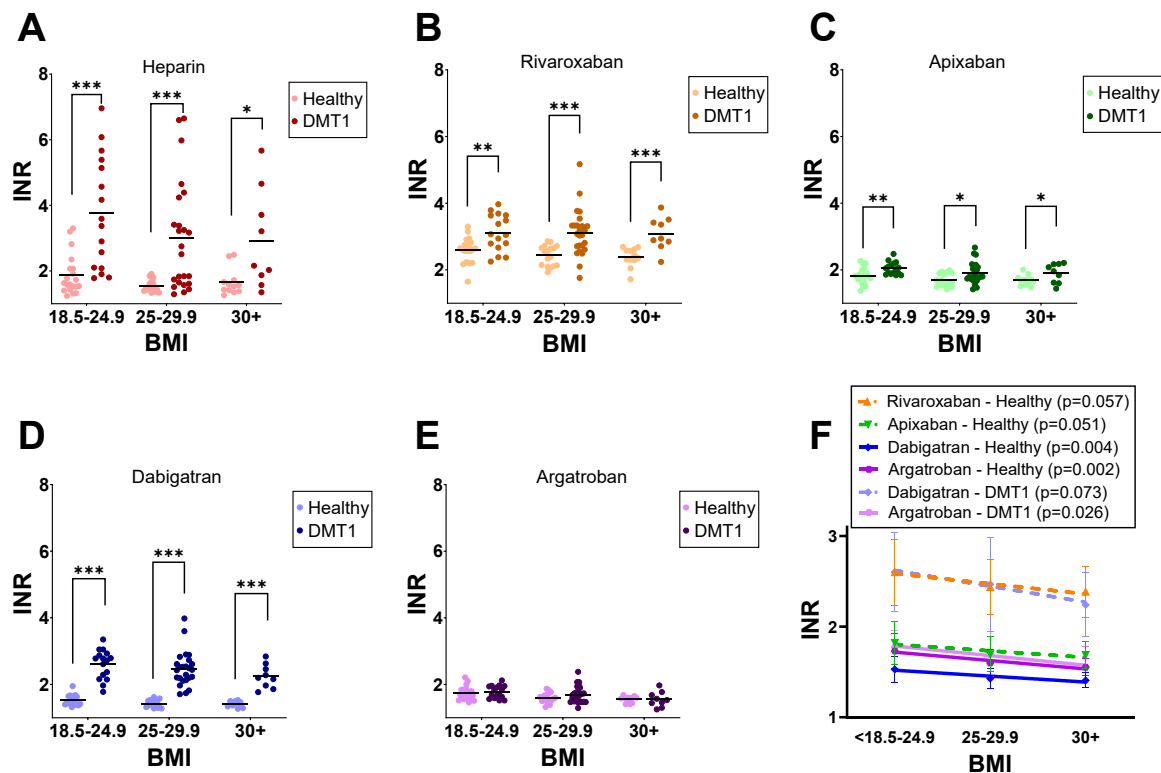 A
Heparin
8
6
4
2
INR
***
***
*
Healthy
DMT1
18.5-24.9
25-29.9
30+
BMI
B
Rivaroxaban
8
6
4
2
INR
**
***
***
Healthy
DMT1
18.5-24.9
25-29.9
30+
BMI
C
Apixaban
8
6
4
2
INR
**
*
*
Healthy
DMT1
18.5-24.9
25-29.9
30+
BMI
D
Dabigatran
8
6
4
2
INR
***
***
***
Healthy
DMT1
18.5-24.9
25-29.9
30+
BMI
E
Argatroban
8
6
4
2
INR
Healthy
DMT1
18.5-24.9
25-29.9
30+
BMI
F
Rivaroxaban - Healthy (p=0.057)
Apixaban - Healthy (p=0.051)
Dabigatran - Healthy (p=0.004)
Argatroban - Healthy (p=0.002)
Dabigatran - DMT1 (p=0.073)
Argatroban - DMT1 (p=0.026)
3
2
1
INR
<18.5-24.9
25-29.9
30+
BMI